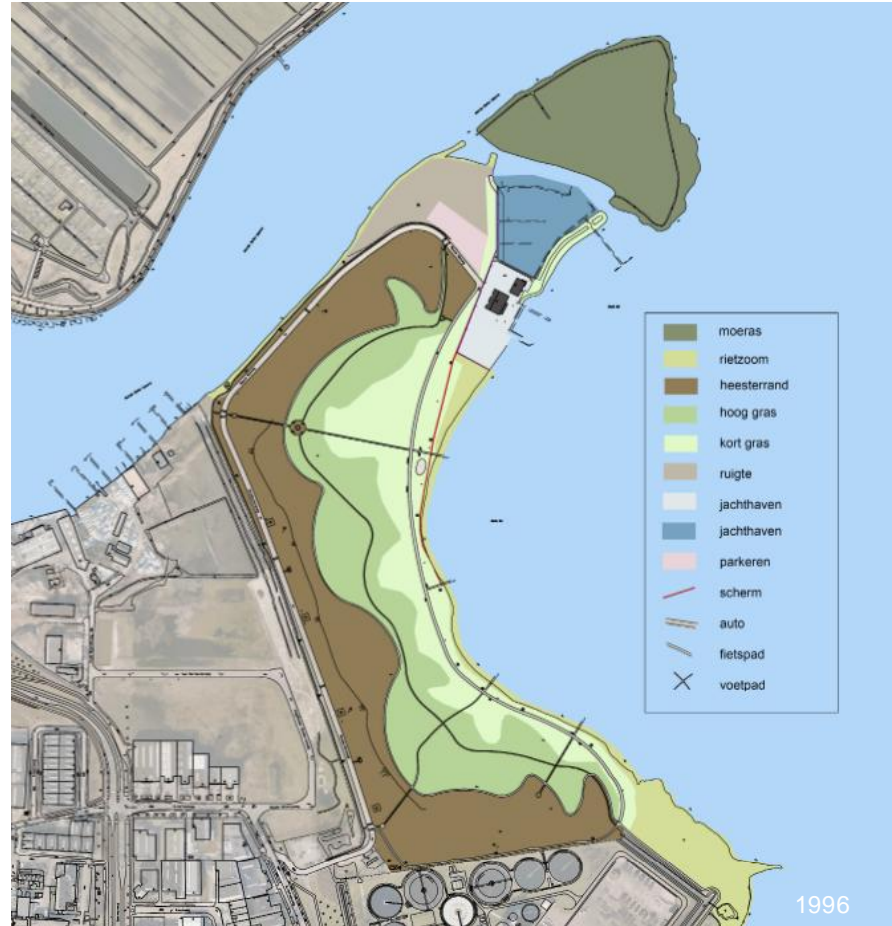 moeras
rietzoom
heesterrand
hoog gras
kort gras
ruigte
jachthaven
jachthaven
parkeren
scherm
auto
fietspad
voetpad
1996